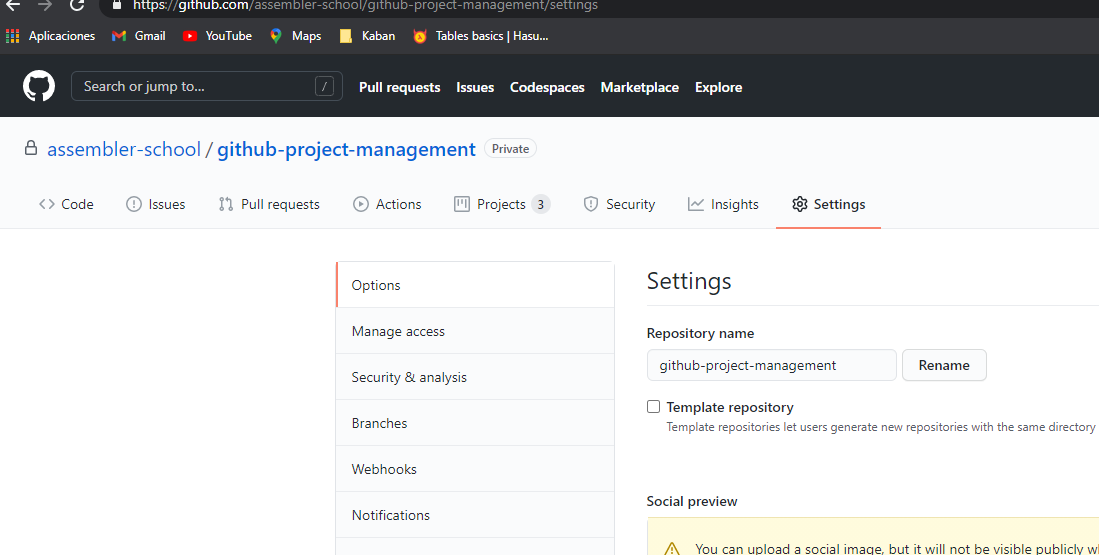 https://github.com/assembler-school/github-project-management/settings
Aplicaciones Gmail YouTube Maps Kaban Tables basics | Hasu...
Search or jump to... / Pull requests Issues Codespaces Marketplace Explore
assembler-school / github-project-management Private
Code Issues Pull requests Actions Projects 3 Security Insights Settings
Options
Manage access
Security & analysis
Branches
Webhooks
Notifications
Settings
Repository name
github-project-management Rename
Template repository
Template repositories let users generate new repositories with the same directory
Social preview
You can upload a social image, but it will not be visible publicly